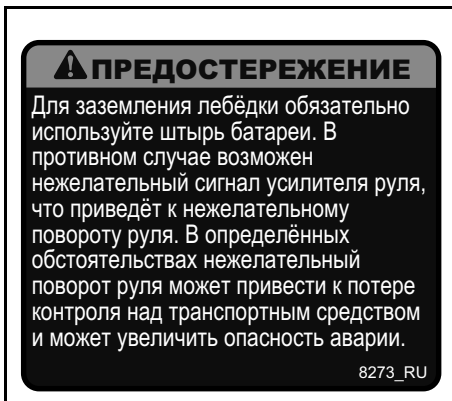 ПРЕДОСТЕРЕЖЕНИЕ
Для заземления лебёдки обязательно
используйте штырь батареи. В
противном случае возможен
нежелательный сигнал усилителя руля,
что приведёт к нежелательному
повороту руля. В определённых
обстоятельствах нежелательный
поворот руля может привести к потере
контроля над транспортным средством
и может увеличить опасность аварии.
8273_RU